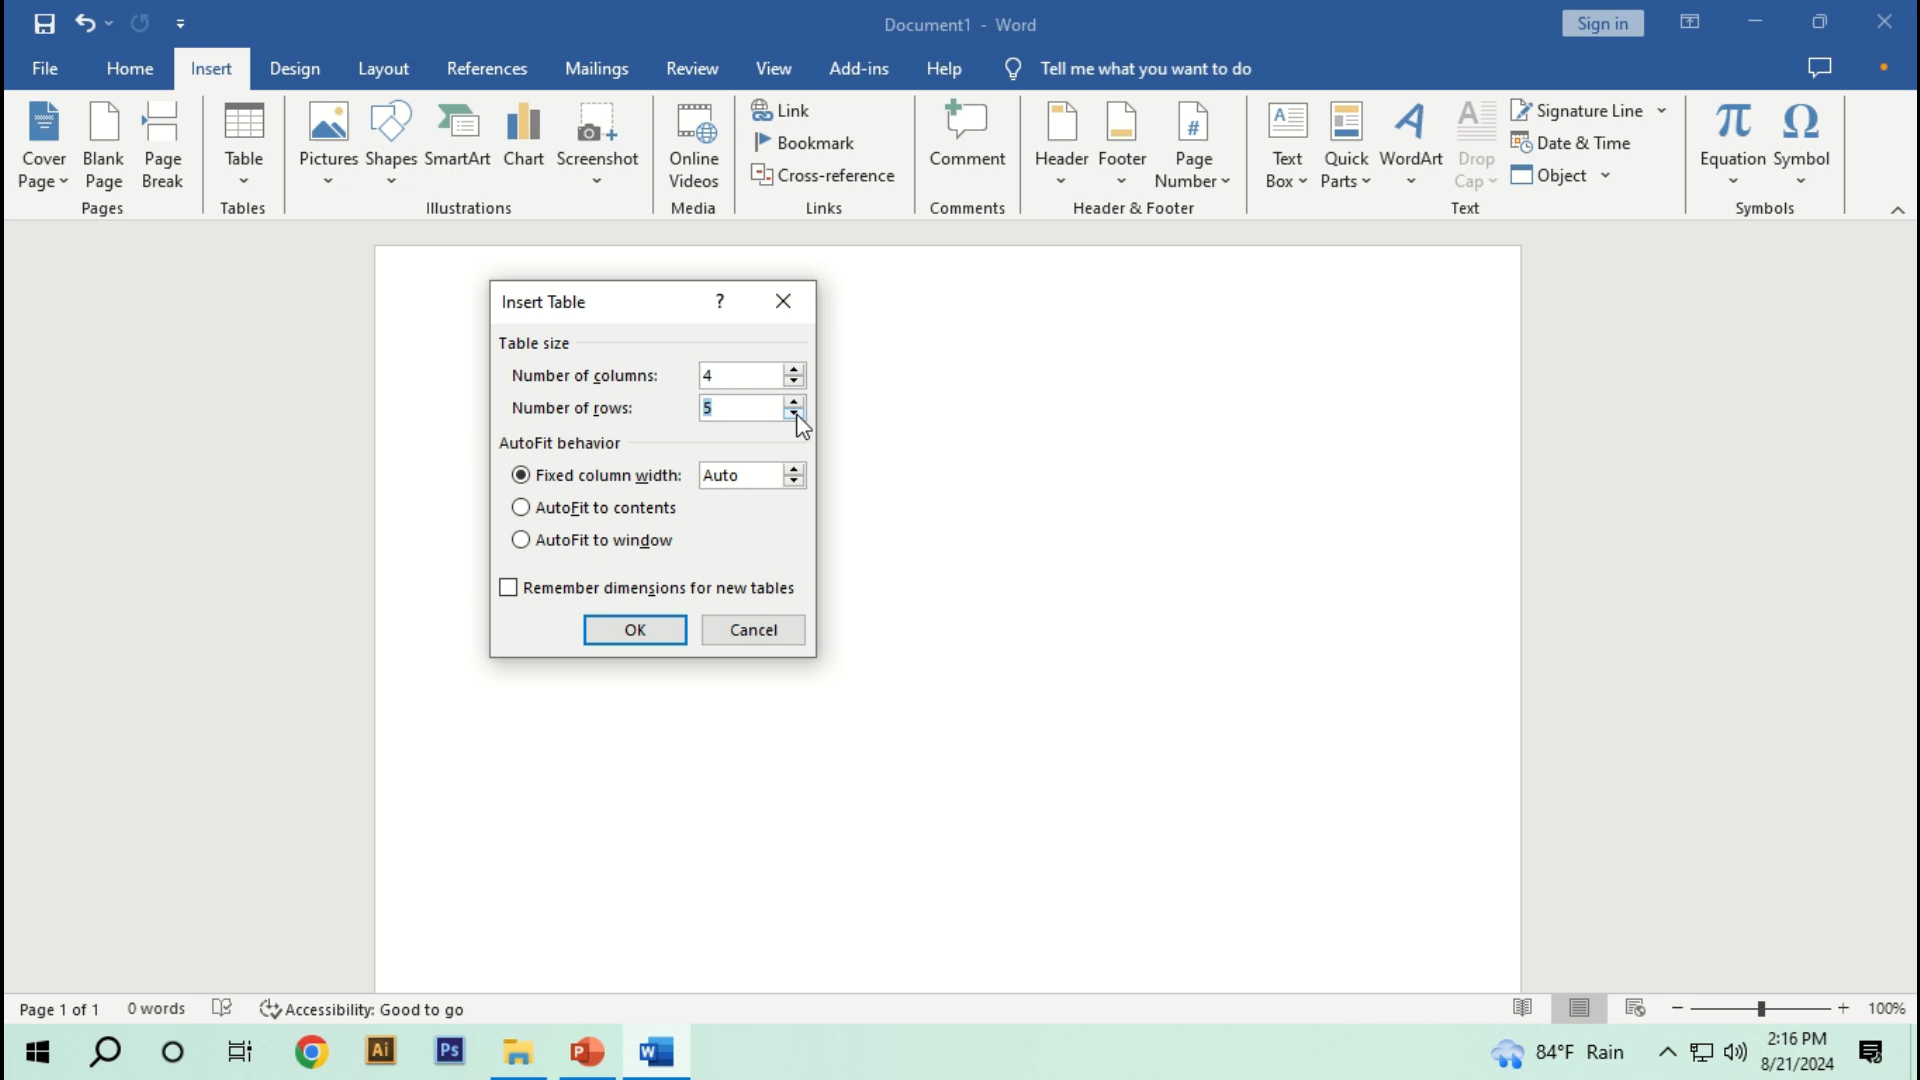 Document1 - Word
Sign in
File Home Insert Design Layout References Mailings Review View Add-ins Help Tell me what you want to do
Cover Page
Blank Page
Page Break
Pages
Table
Tables
Pictures
Shapes
SmartArt
Chart
Screenshot
Illustrations
Online Videos
Media
Link
Bookmark
Cross-reference
Links
Comment
Comments
Header
Footer
Page Number
#
Header & Footer
Text Box
Quick Parts
WordArt
Drop Cap
Signature Line
Date & Time
Object
Text
π
Equation
Ω
Symbol
Symbols
Insert Table ?
Table size
Number of columns: 4
Number of rows: 5
AutoFit behavior
Fixed column width: Auto
AutoFit to contents
AutoFit to window
Remember dimensions for new tables
OK Cancel
Page 1 of 1 0 words Accessibility: Good to go
100%
Ai
Ps
P
W
84°F Rain
2:16 PM
8/21/2024